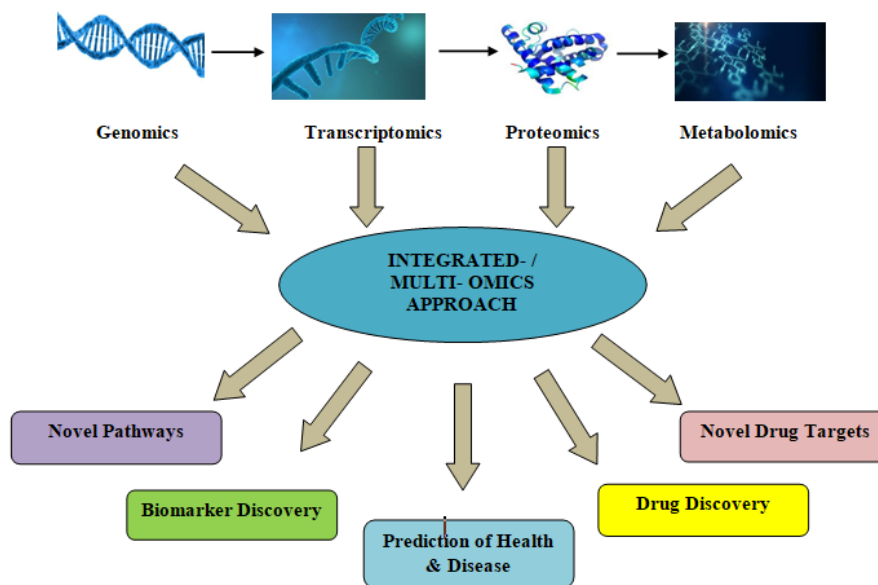 Genomics
Transcriptomics
Proteomics
Metabolomics
INTEGRATED- /
MULTI- OMICS
APPROACH
Novel Pathways
Novel Drug Targets
Biomarker Discovery
Drug Discovery
Prediction of Health
& Disease